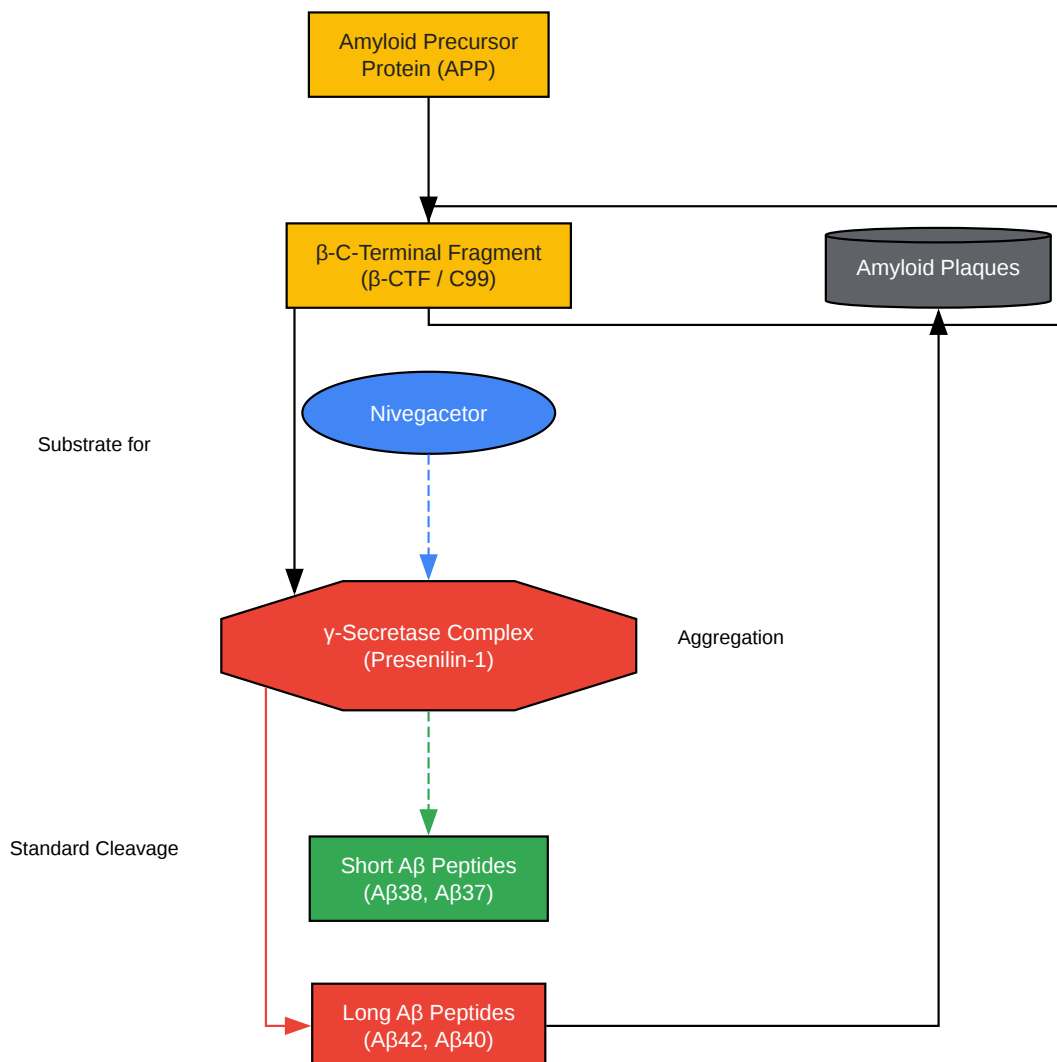 Amyloid Precursor
Protein (APP)
β-C-Terminal Fragment
(β-CTF / C99)
Amyloid Plaques
Nivegacetor
Substrate for
γ-Secretase Complex
(Presenilin-1)
Aggregation
Standard Cleavage
Short Aβ Peptides
(Aβ38, Aβ37)
Long Aβ Peptides
(Aβ42, Aβ40)